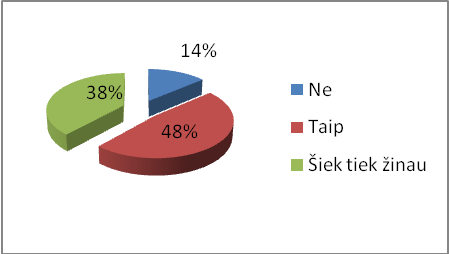 14%
38%
48%
Ne
Taip
Šiek tiek žinau